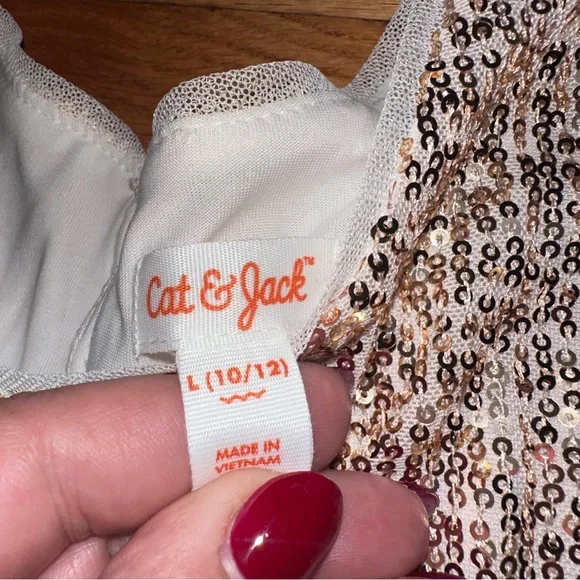 Cat & Jack™
L (10/12)
MADE IN
VIETNAM